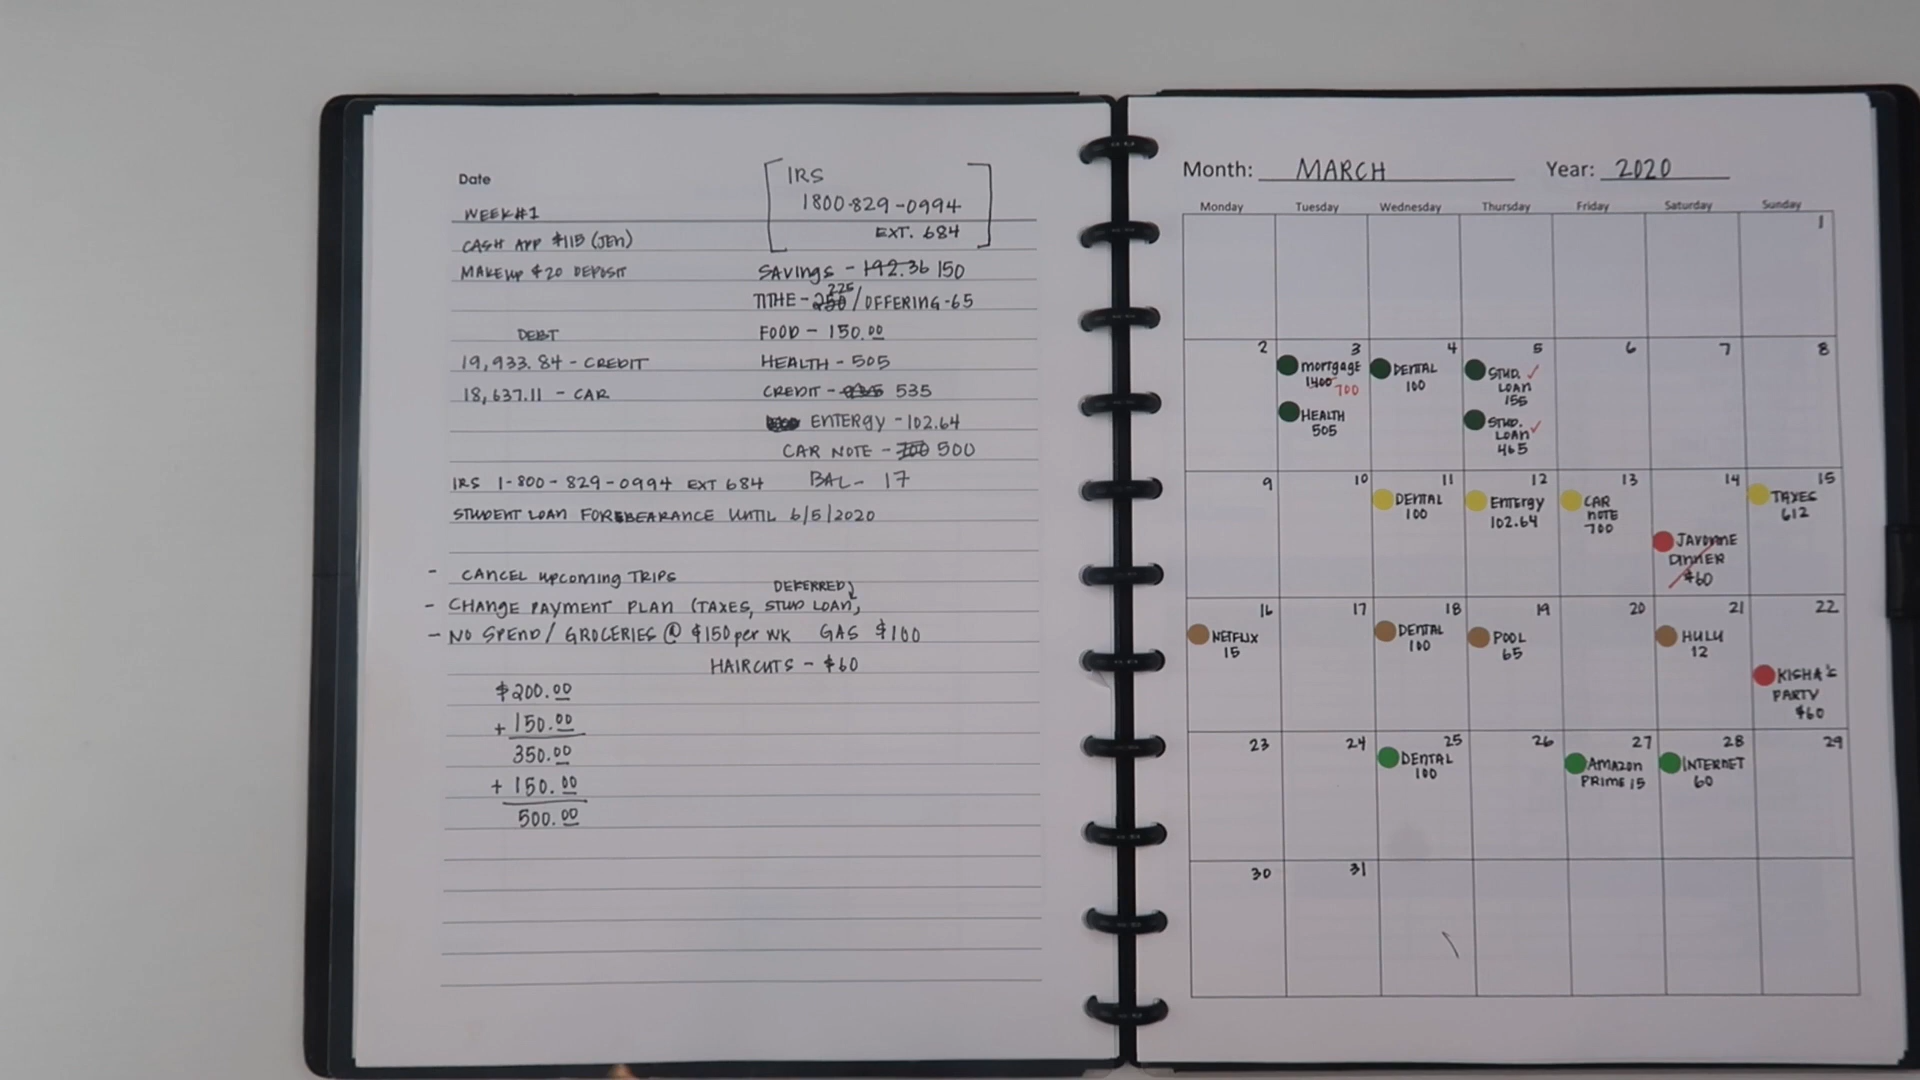 Date
WEEK#1
CASH APP $115 (JEN)
MAKEUP $20 DEPOSIT
DEBT
19,933.84 - CREDIT
18,637.11 - CAR
IRS
1800-829-0994
EXT. 684
SAVINGS - 192.36 150
TITHE - 250 225 / OFFERING - 65
FOOD - 150.00
HEALTH - 505
CREDIT - 535
ENTERGY - 102.64
CAR NOTE - 700 500
BAL - 17
IRS 1-800-829-0994 EXT 684
STUDENT LOAN FOREBEARANCE UNTIL 6/5/2020
- CANCEL UPCOMING TRIPS
DEFERRED
- CHANGE PAYMENT PLAN (TAXES, STUD LOAN,
- NO SPEND / GROCERIES @ $150 per WK GAS $100
HAIRCUTS - $60
$200.00
+ 150.00
350.00
+ 150.00
500.00
Month: MARCH Year: 2020
Monday Tuesday Wednesday Thursday Friday Saturday Sunday
1
2 3 4 5 6 7 8
MORTGAGE
1400 700
HEALTH
505
DENTAL
100
STUD. ✓
LOAN
155
STUD.
LOAN ✓
465
9 10 11 12 13 14 15
DENTAL
100
ENTERGY
102.64
CAR
NOTE
700
JAVONNE
DINNER
$60
TAXES
612
16 17 18 19 20 21 22
NETFLIX
15
DENTAL
100
POOL
65
HULU
12
KISHA'S
PARTY
$60
23 24 25 26 27 28 29
DENTAL
100
AMAZON
PRIME 15
INTERNET
60
30 31